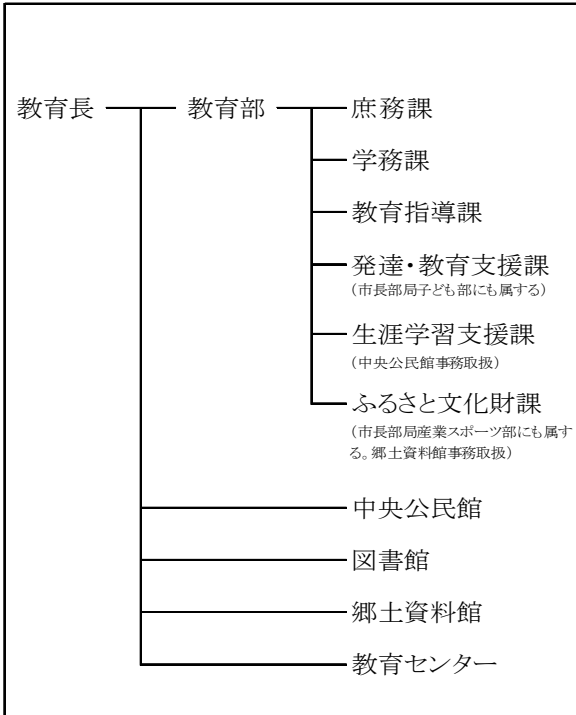 教育長 教育部 庶務課
学務課
教育指導課
発達・教育支援課
(市長部局子ども部にも属する)
生涯学習支援課
(中央公民館事務取扱)
ふるさと文化財課
(市長部局産業スポーツ部にも属す
る。郷土資料館事務取扱)
中央公民館
図書館
郷土資料館
教育センター